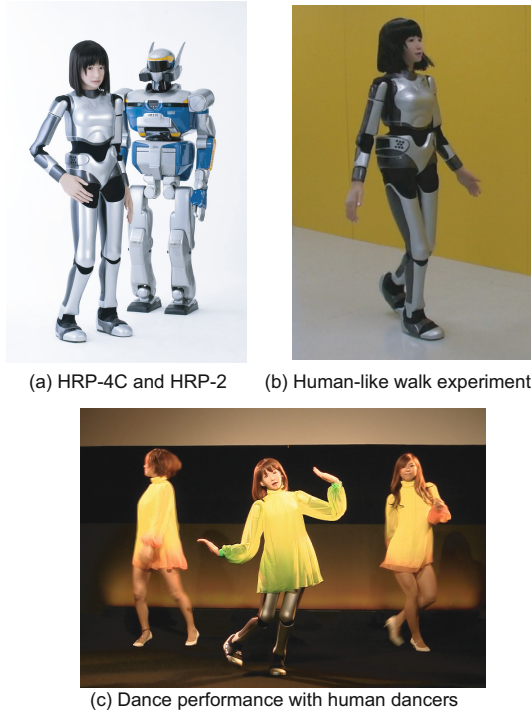 (a) HRP-4C and HRP-2
(b) Human-like walk experiment
(c) Dance performance with human dancers